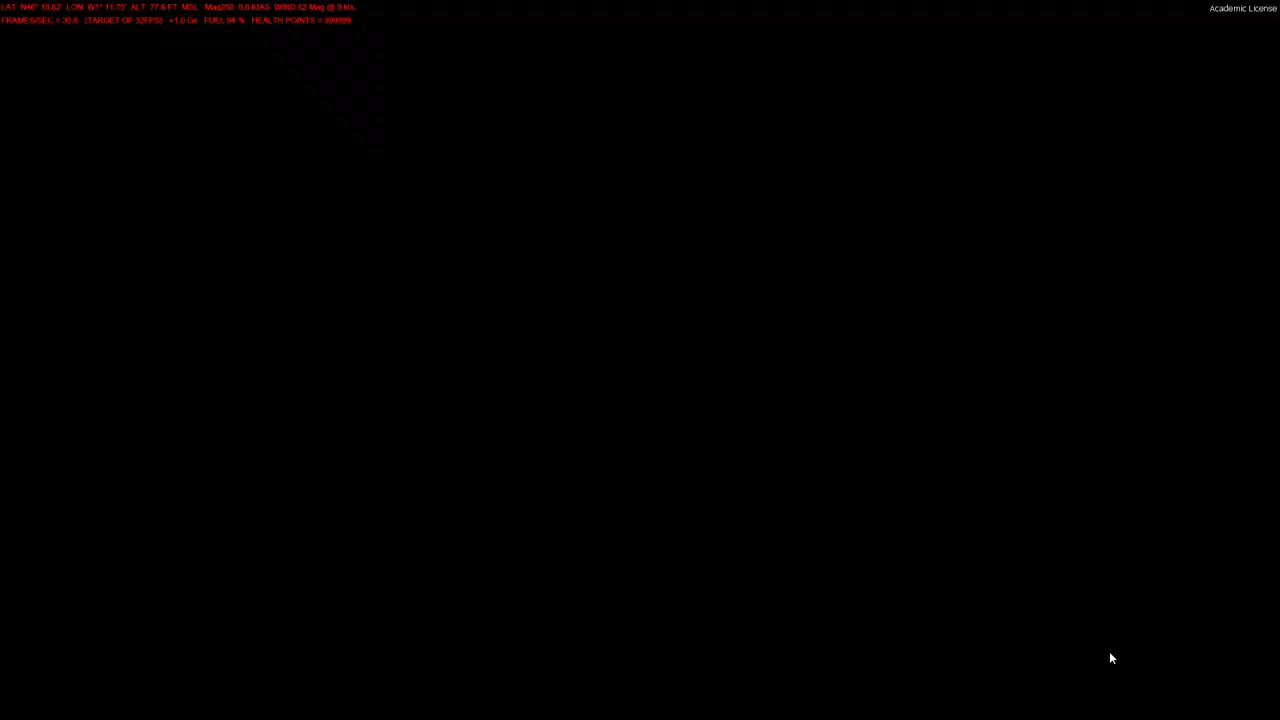 LAT N46° 10.62' LON W1° 11.75' ALT: 77.6 FT MSL Mag250 0.0 KIAS WIND 62 Mag @ 9 kts.
Academic License
FRAMES/SEC = 30.6 (TARGET OF 32FPS) +1.0 Gs FUEL 94 % HEALTH POINTS = 999999